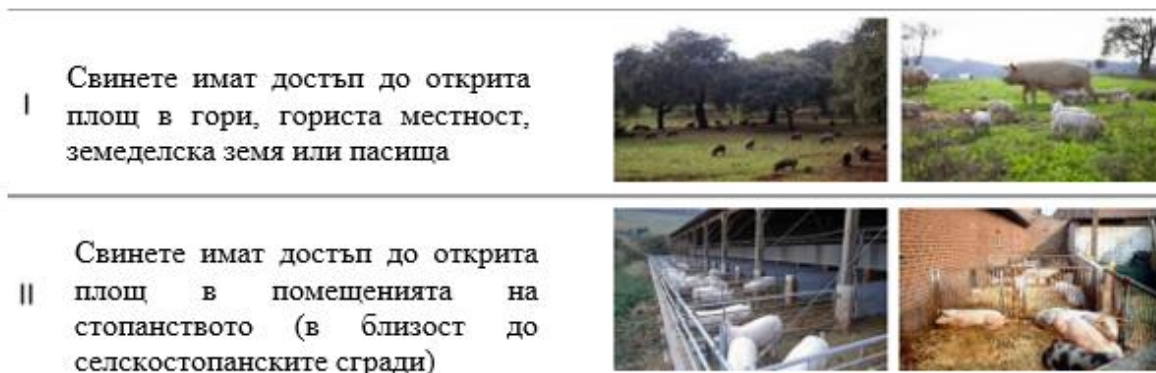 I
Свинете имат достъп до открита
площ в гори, гориста местност,
земеделска земя или пасища
II
Свинете имат достъп до открита
площ в помещенията на
стопанството (в близост до
селскостопанските сгради)